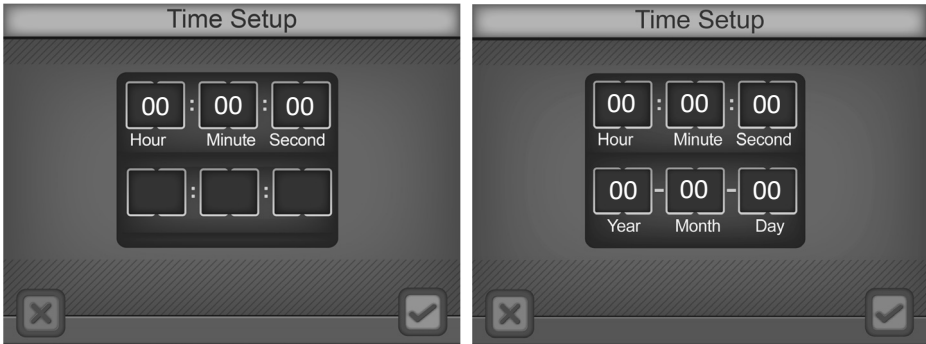 Time Setup
00 : 00 : 00
Hour Minute Second
: :
Time Setup
00 : 00 : 00
Hour Minute Second
00 - 00 - 00
Year Month Day